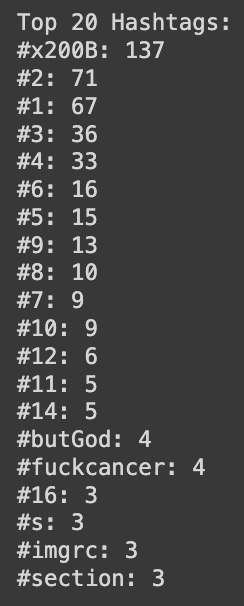 Top 20 Hashtags:
#x200B: 137
#2: 71
#1: 67
#3: 36
#4: 33
#6: 16
#5: 15
#9: 13
#8: 10
#7: 9
#10: 9
#12: 6
#11: 5
#14: 5
#butGod: 4
#fuckcancer: 4
#16: 3
#s: 3
#imgrc: 3
#section: 3